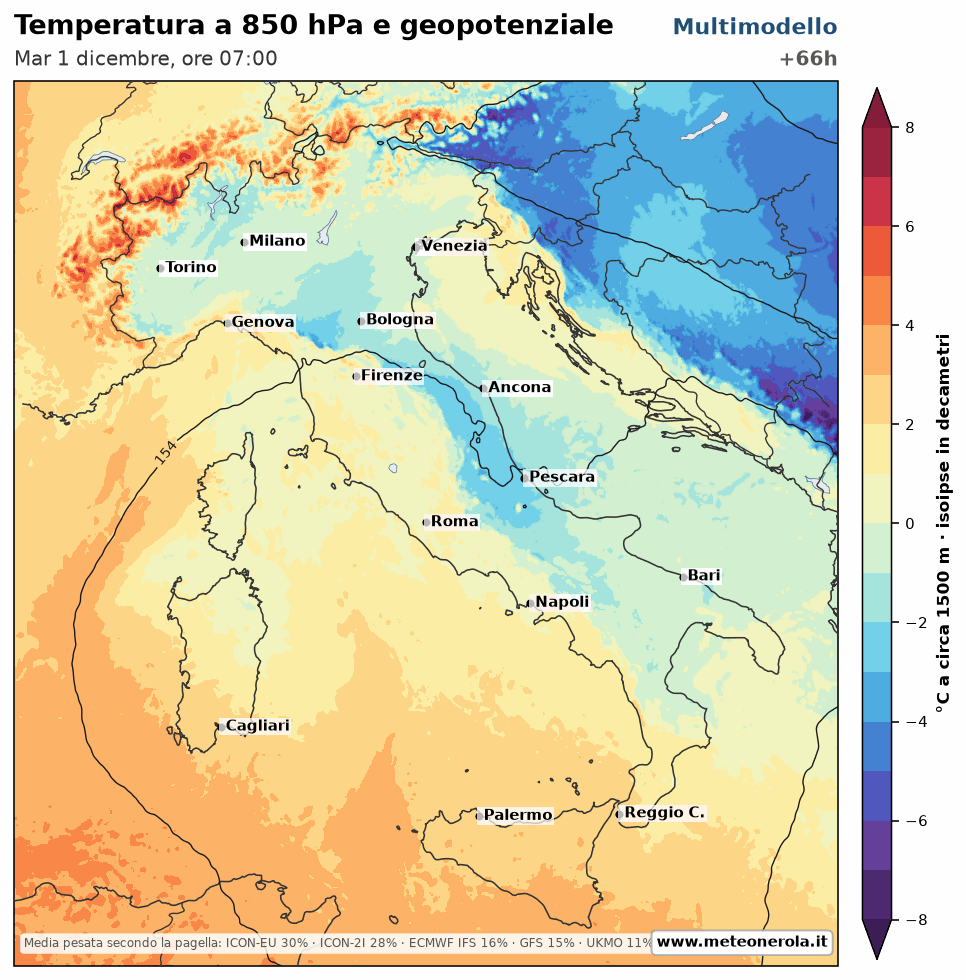 Temperatura a 850 hPa e geopotenziale
Multimodello
Mar 1 dicembre, ore 07:00
+66h
Milano
Venezia
Torino
Genova
Bologna
Firenze
Ancona
154
Pescara
Roma
Bari
Napoli
Cagliari
Palermo
Reggio C.
8
6
4
2
0
−2
−4
−6
−8
°C a circa 1500 m · isoipse in decametri
Media pesata secondo la pagella: ICON-EU 30% · ICON-2I 28% · ECMWF IFS 16% · GFS 15% · UKMO 11%
www.meteonerola.it